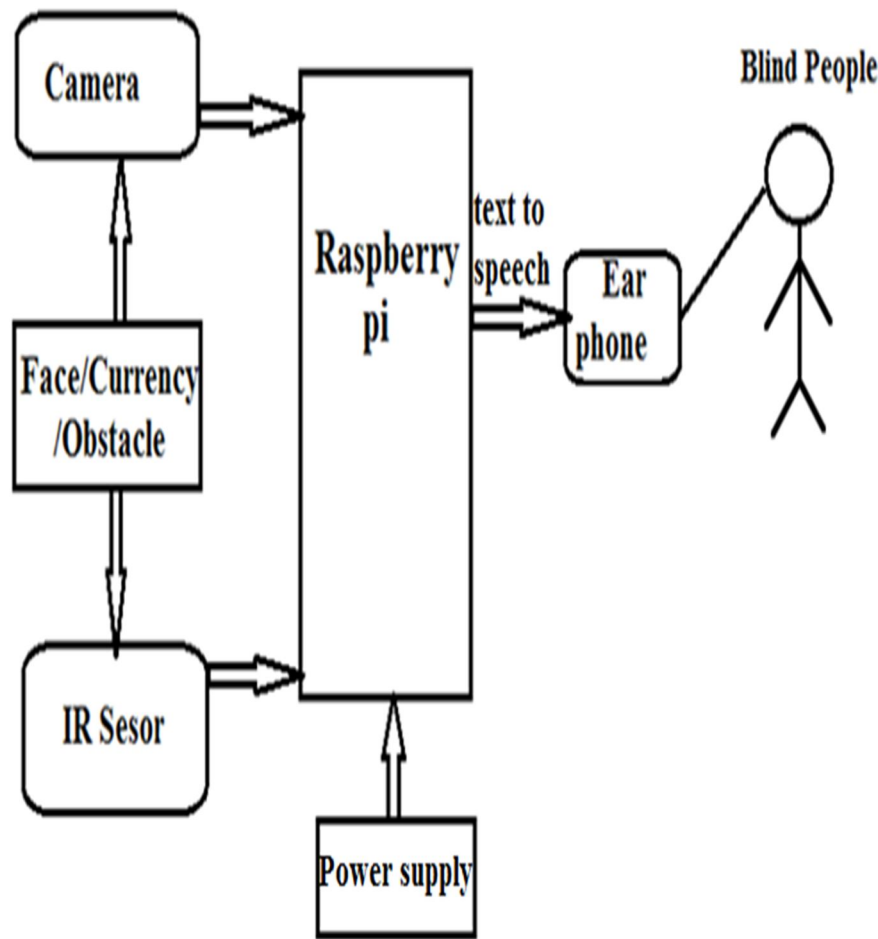 Camera
Blind People
Raspberry
pi
text to
speech
Ear
phone
Face/Currency
/Obstacle
IR Sesor
Power supply